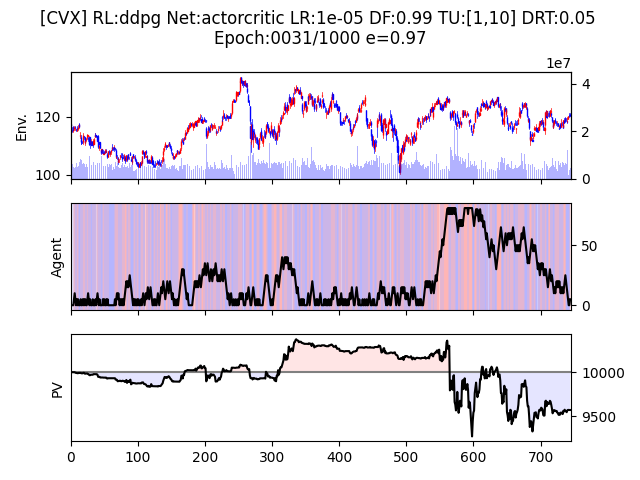 [CVX] RL:ddpg Net:actorcritic LR:1e-05 DF:0.99 TU:[1,10] DRT:0.05
Epoch:0031/1000 e=0.97
1e7
Env.
120
100
4
2
0
Agent
50
0
PV
10000
9500
0 100 200 300 400 500 600 700